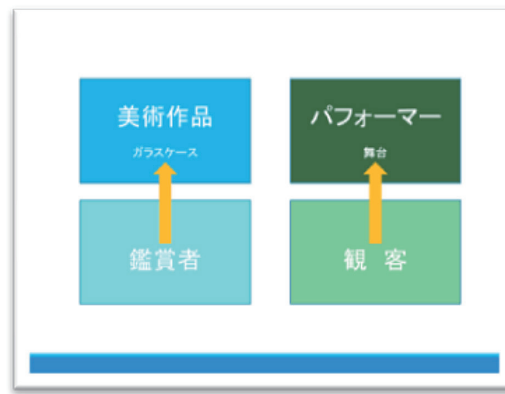 美術作品
ガラスケース
鑑賞者
パフォーマー
舞台
観 客